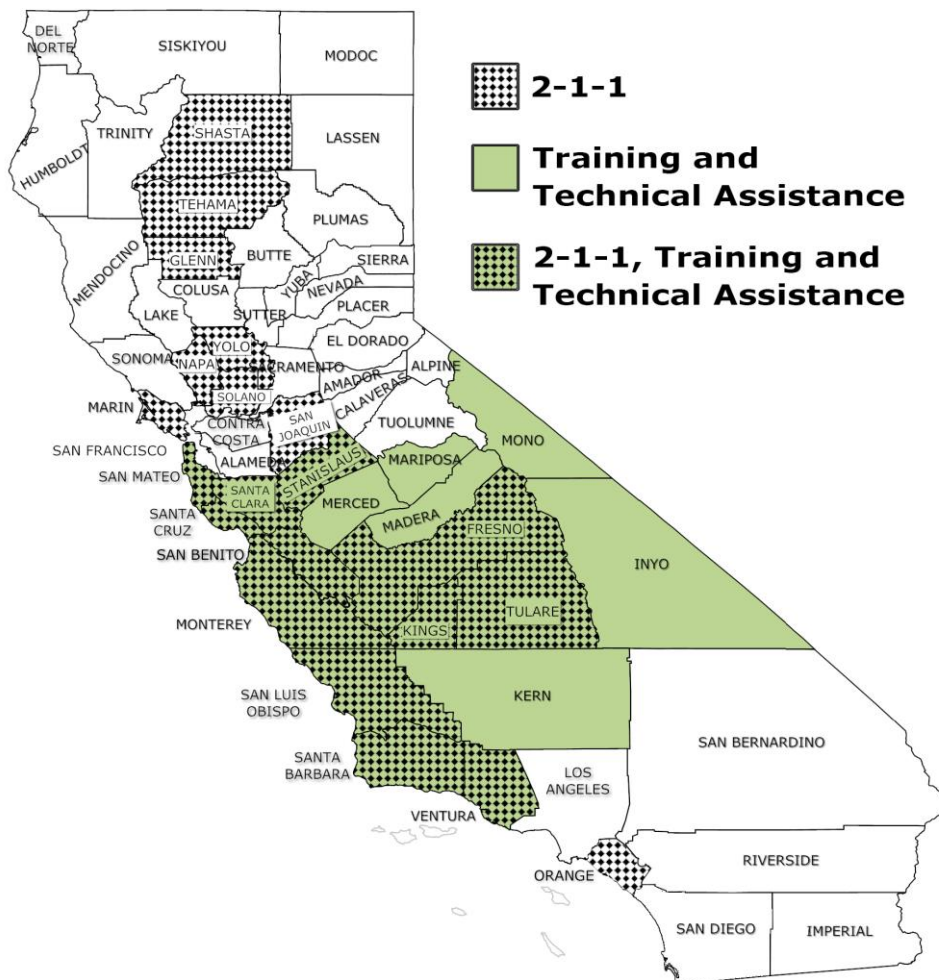 DEL
NORTE
SISKIYOU
MODOC
2-1-1
TRINITY
SHASTA
LASSEN
HUMBOLDT
Training and
Technical Assistance
TEHAMA
PLUMAS
MENDOCINO
GLENN
BUTTE
SIERRA
2-1-1, Training and
Technical Assistance
COLUSA
YUBA
NEVADA
LAKE
SUTTER
PLACER
EL DORADO
SONOMA
NAPA
YOLO
SACRAMENTO
ALPINE
AMADOR
SOLANO
CALAVERAS
MARIN
SAN
JOAQUIN
TUOLUMNE
CONTRA
COSTA
MONO
SAN FRANCISCO
ALAMEDA
STANISLAUS
MARIPOSA
SAN MATEO
SANTA
CLARA
MERCED
MADERA
SANTA
CRUZ
FRESNO
SAN BENITO
INYO
TULARE
MONTEREY
KINGS
SAN LUIS
OBISPO
KERN
SAN BERNARDINO
SANTA
BARBARA
LOS
ANGELES
VENTURA
ORANGE
RIVERSIDE
SAN DIEGO
IMPERIAL